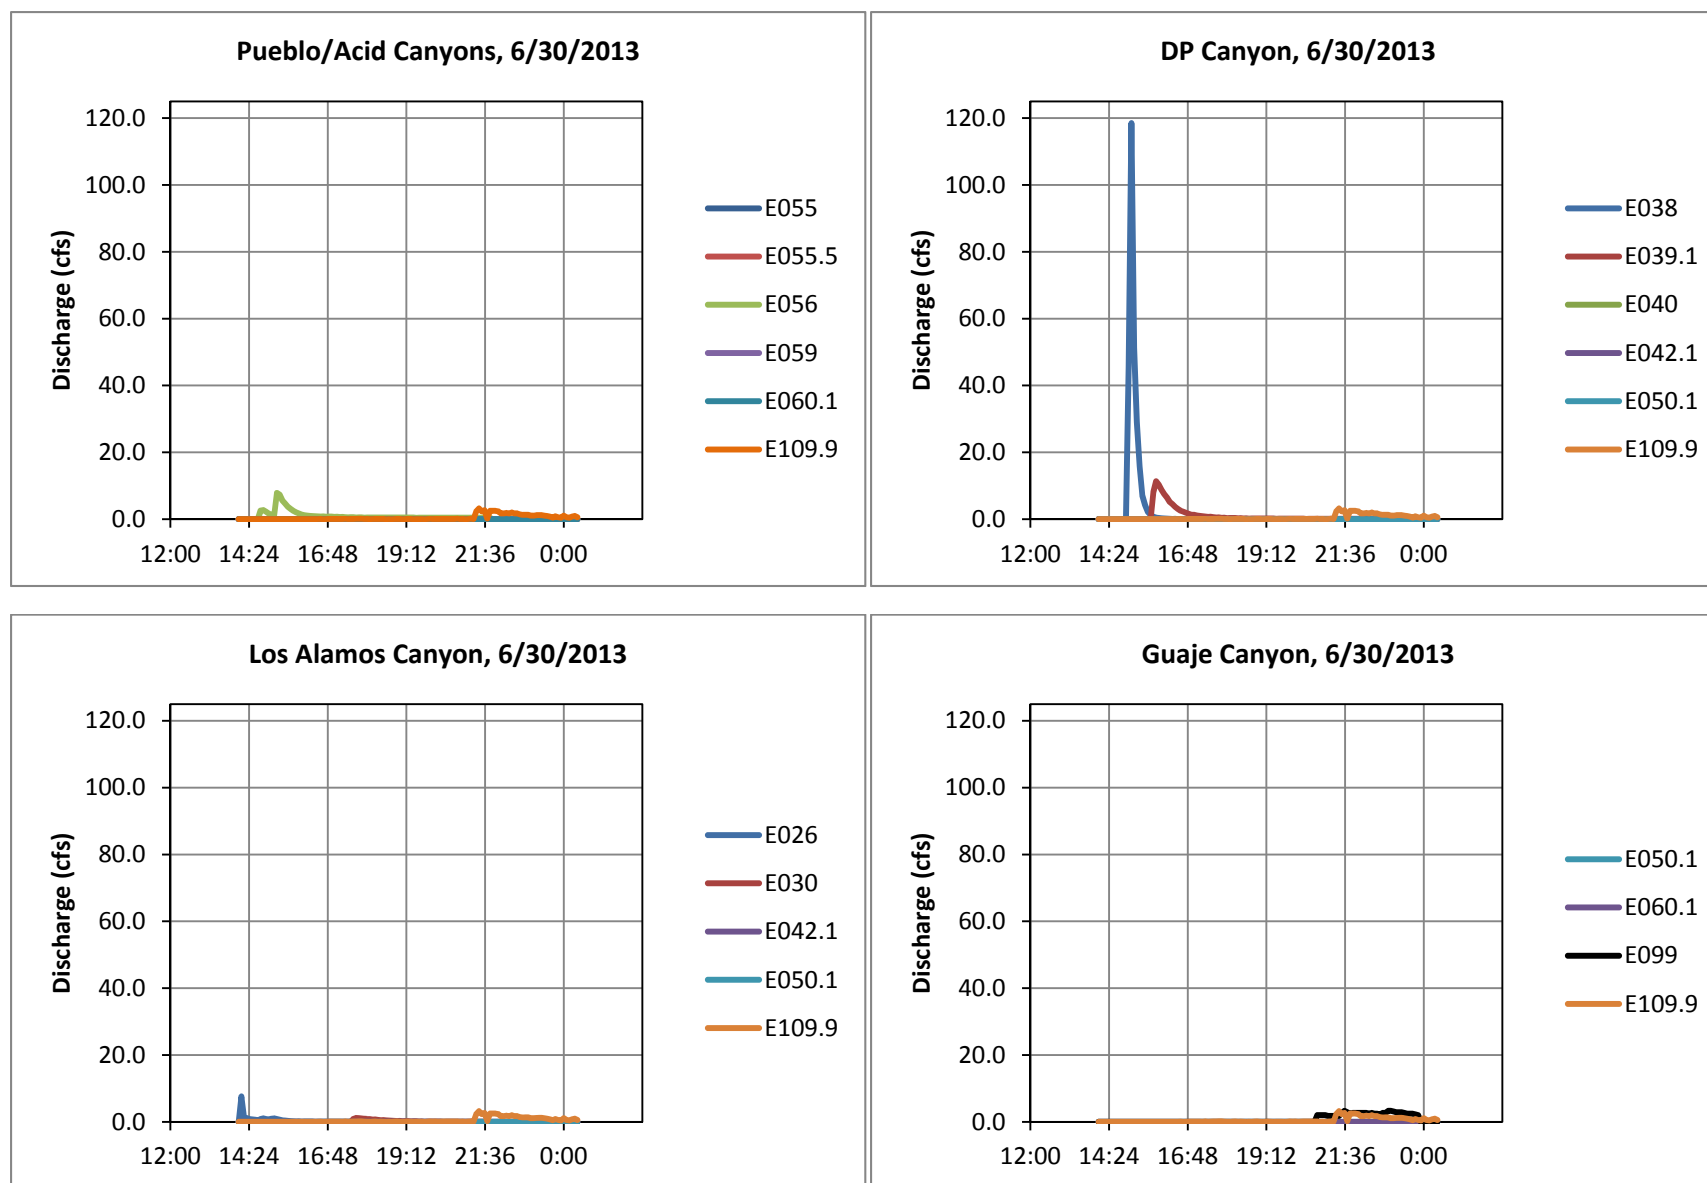 Pueblo/Acid Canyons, 6/30/2013
Discharge (cfs)
120.0
100.0
80.0
60.0
40.0
20.0
0.0
12:00 14:24 16:48 19:12 21:36 0:00
E055
E055.5
E056
E059
E060.1
E109.9
DP Canyon, 6/30/2013
Discharge (cfs)
120.0
100.0
80.0
60.0
40.0
20.0
0.0
12:00 14:24 16:48 19:12 21:36 0:00
E038
E039.1
E040
E042.1
E050.1
E109.9
Los Alamos Canyon, 6/30/2013
Discharge (cfs)
120.0
100.0
80.0
60.0
40.0
20.0
0.0
12:00 14:24 16:48 19:12 21:36 0:00
E026
E030
E042.1
E050.1
E109.9
Guaje Canyon, 6/30/2013
Discharge (cfs)
120.0
100.0
80.0
60.0
40.0
20.0
0.0
12:00 14:24 16:48 19:12 21:36 0:00
E050.1
E060.1
E099
E109.9